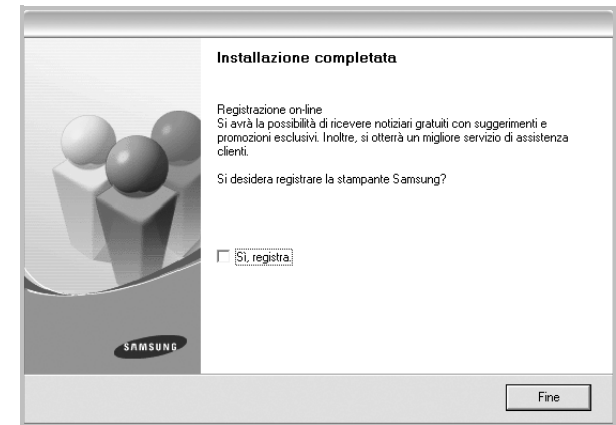 Installazione completata
Registrazione on-line
Si avrà la possibilità di ricevere notiziari gratuiti con suggerimenti e
promozioni esclusivi. Inoltre, si otterrà un migliore servizio di assistenza
clienti.
Si desidera registrare la stampante Samsung?
Sì, registra.
SAMSUNG
Fine